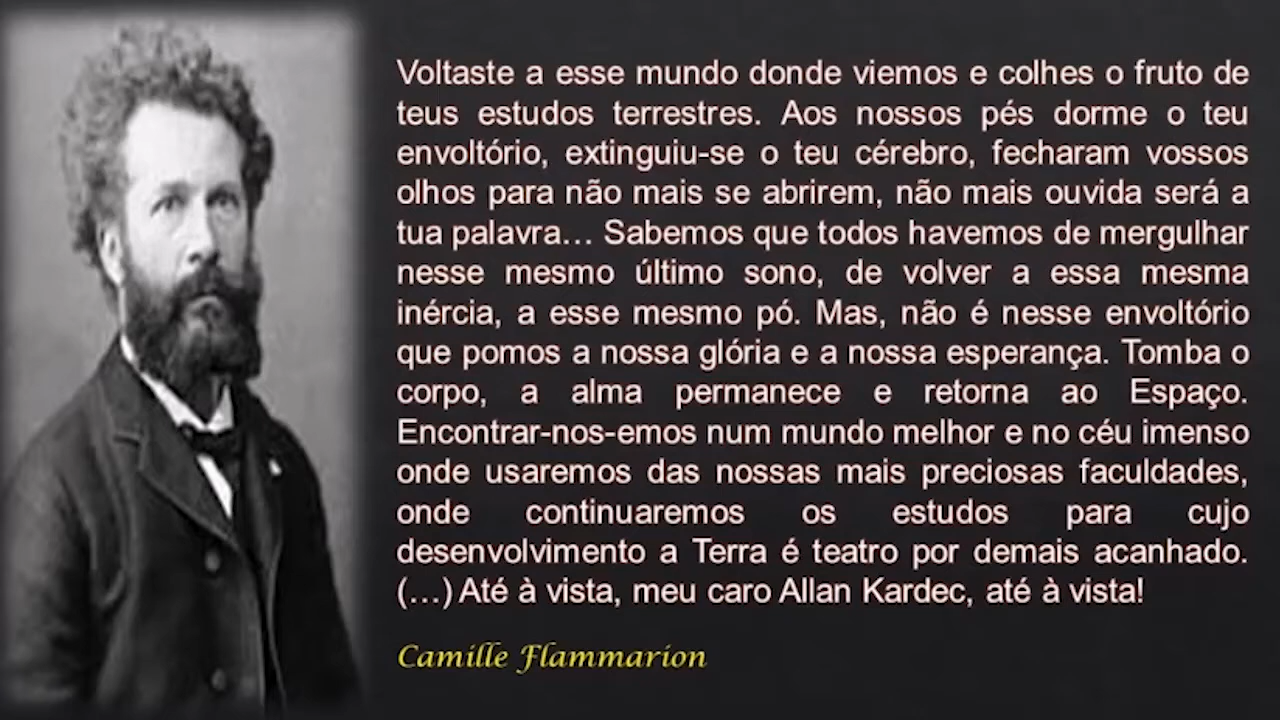 Voltaste a esse mundo donde viemos e colhes o fruto de
teus estudos terrestres. Aos nossos pés dorme o teu
envoltório, extinguiu-se o teu cérebro, fecharam vossos
olhos para não mais se abrirem, não mais ouvida será a
tua palavra… Sabemos que todos havemos de mergulhar
nesse mesmo último sono, de volver a essa mesma
inércia, a esse mesmo pó. Mas, não é nesse envoltório
que pomos a nossa glória e a nossa esperança. Tomba o
corpo, a alma permanece e retorna ao Espaço.
Encontrar-nos-emos num mundo melhor e no céu imenso
onde usaremos das nossas mais preciosas faculdades,
onde continuaremos os estudos para cujo
desenvolvimento a Terra é teatro por demais acanhado.
(…) Até à vista, meu caro Allan Kardec, até à vista!
Camille Flammarion